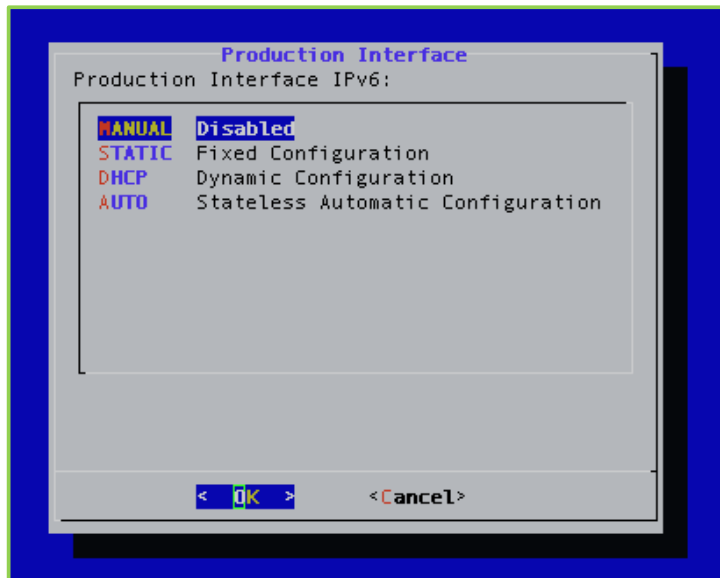 Production Interface
Production Interface IPv6:
MANUAL Disabled
STATIC Fixed Configuration
DHCP Dynamic Configuration
AUTO Stateless Automatic Configuration
< OK > <Cancel>